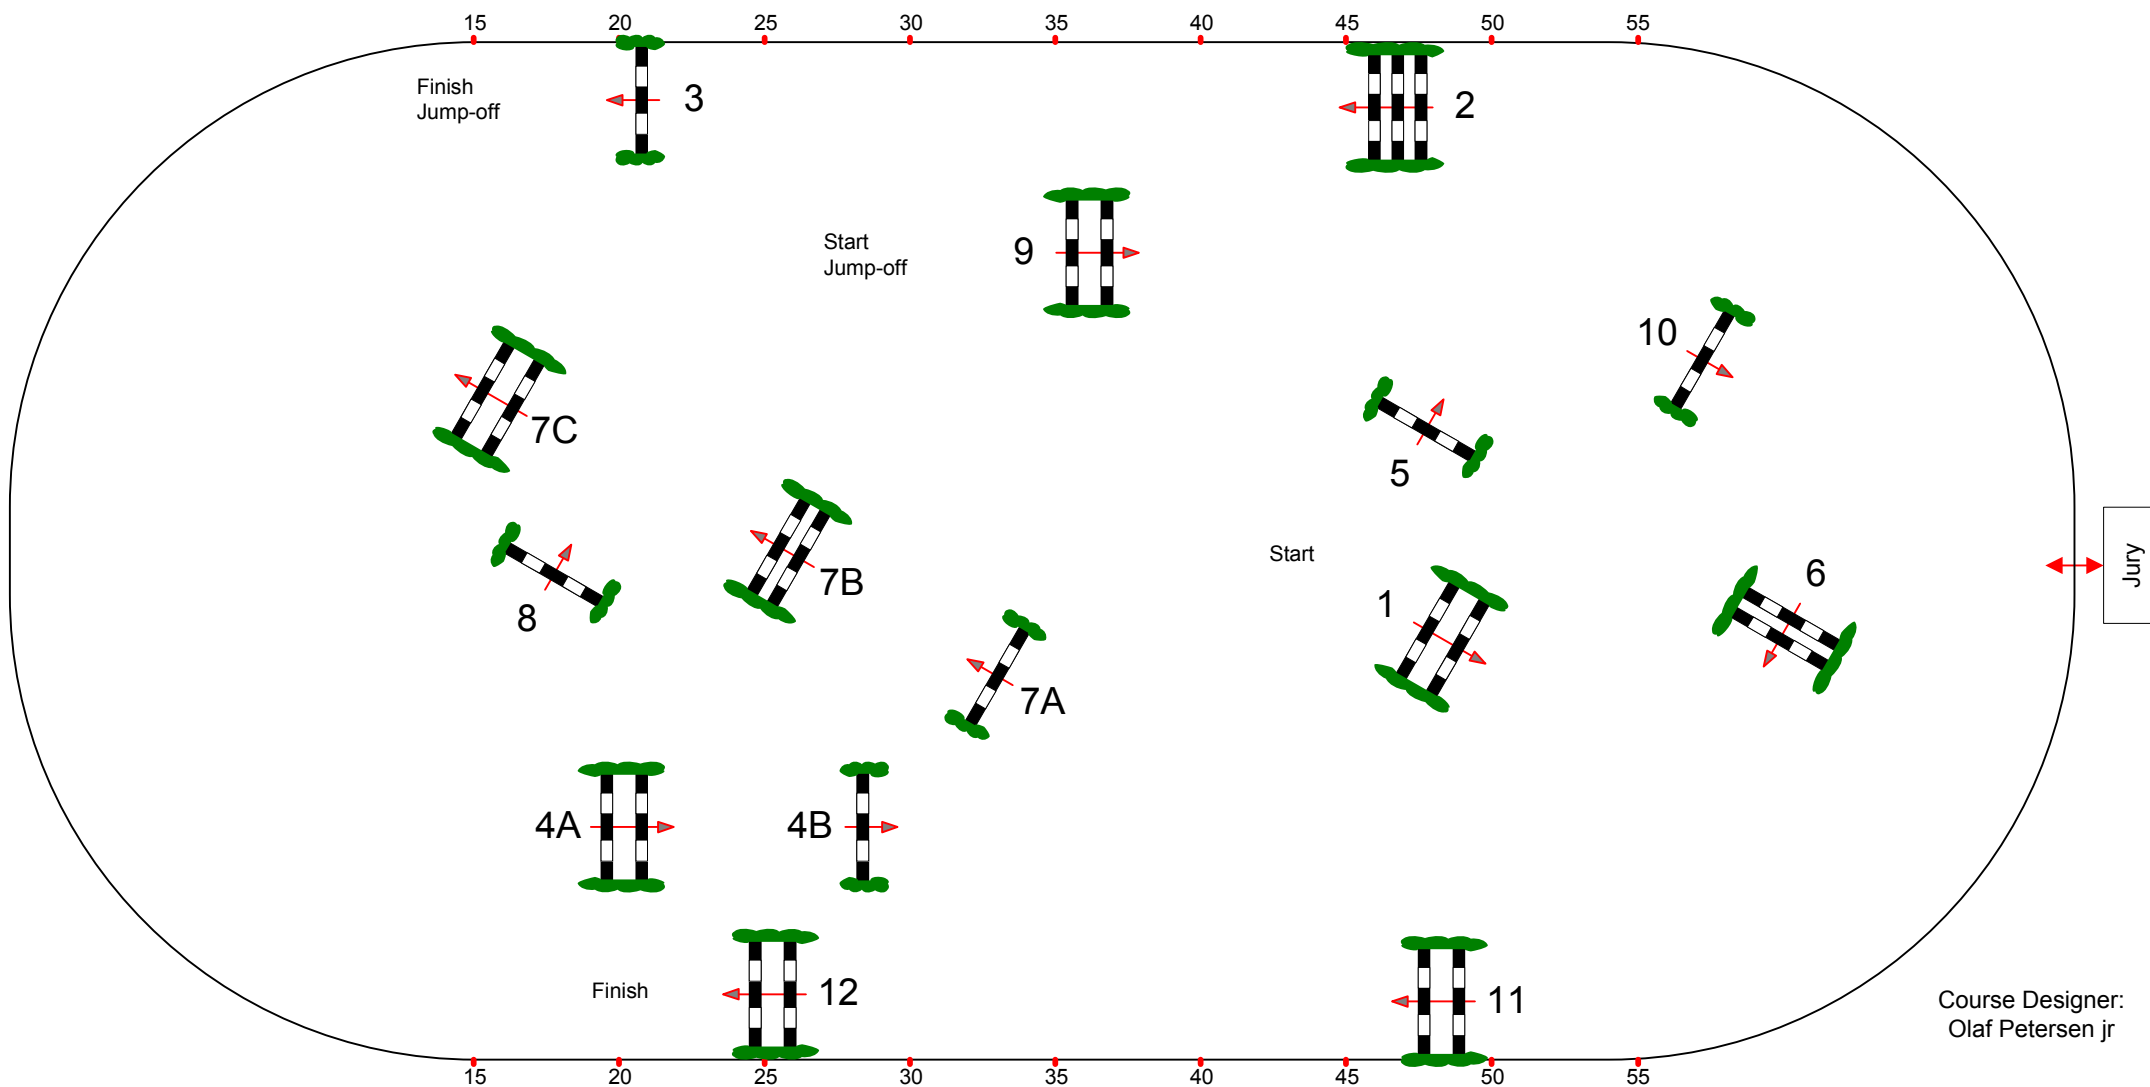 15 20 25 30 35 40 45 50 55
Finish
Jump-off
3
2
Start
Jump-off
9
10
7C
5
Start
Jury
7B
8
1
6
7A
4A
4B
Finish
12
11
Course Designer:
Olaf Petersen jr
15 20 25 30 35 40 45 50 55